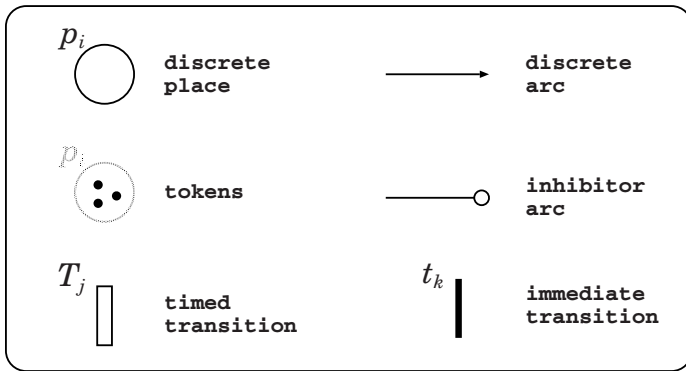 p_i
discrete
place
discrete
arc
p_i
tokens
inhibitor
arc
T_j
timed
transition
t_k
immediate
transition